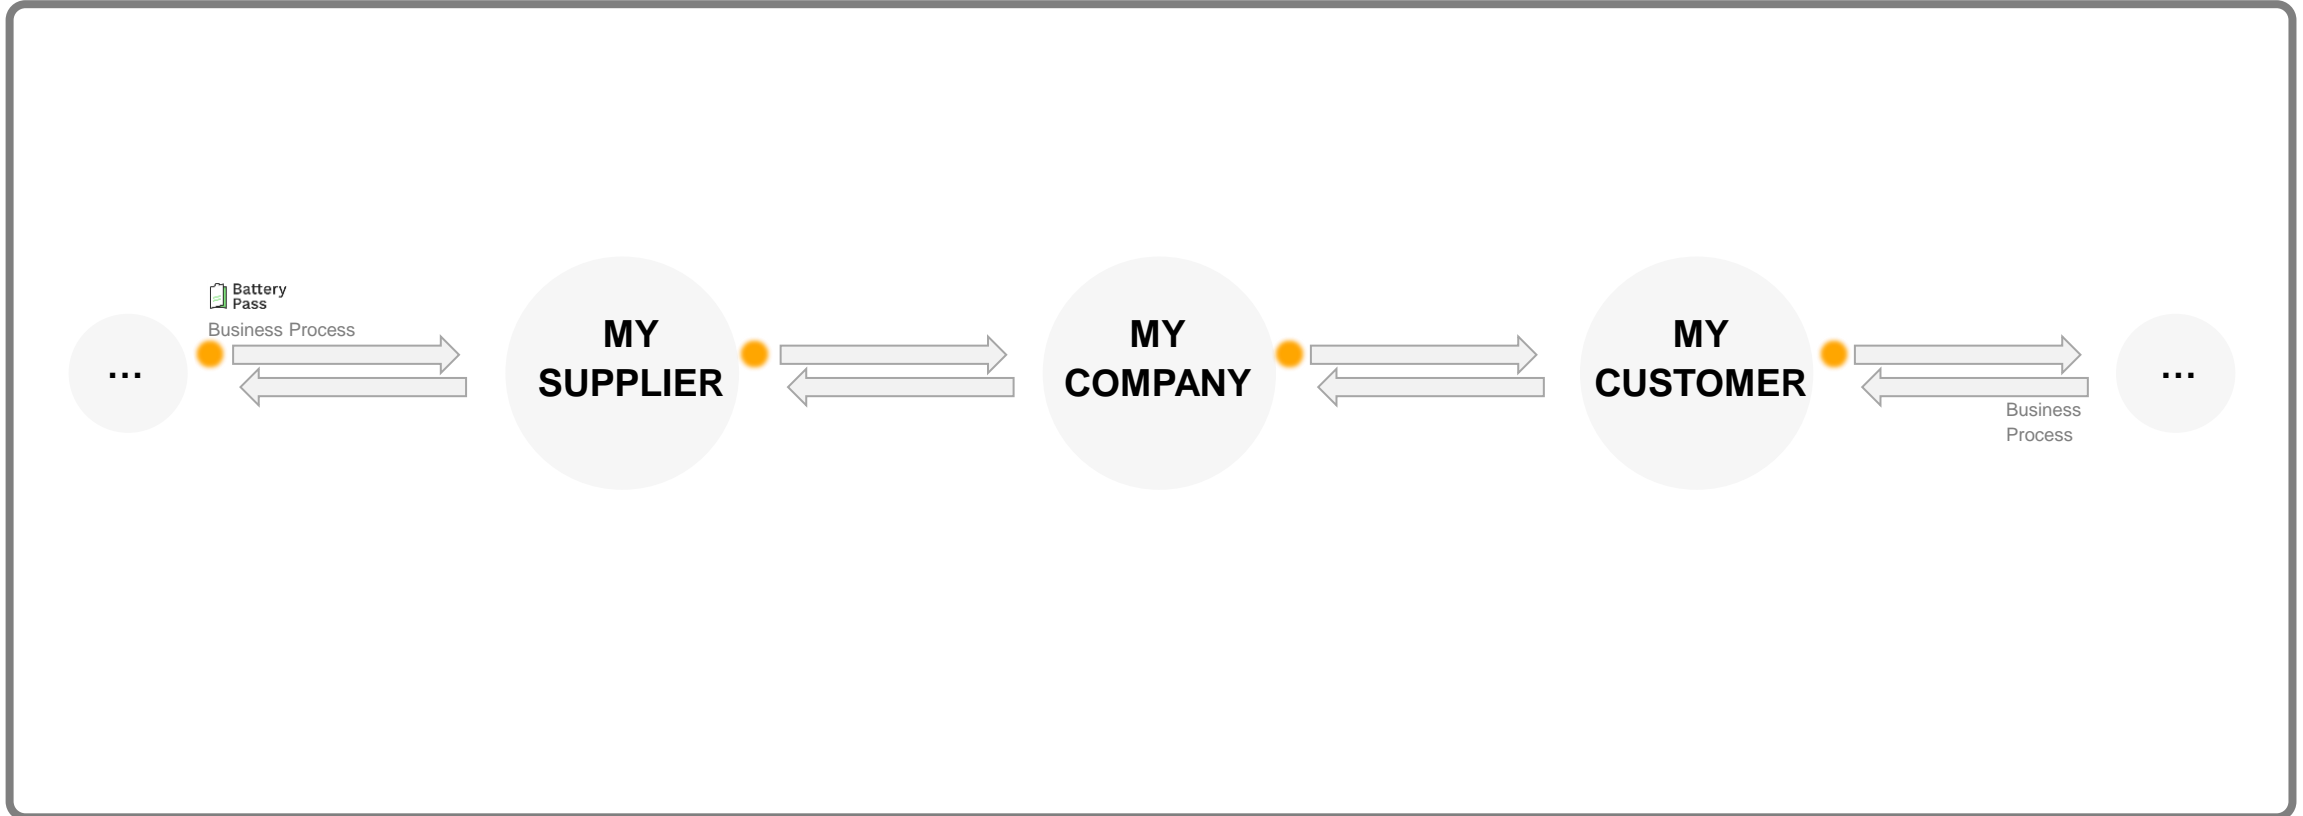 Battery
Pass
Business Process
...
MY
SUPPLIER
MY
COMPANY
MY
CUSTOMER
...
Business
Process